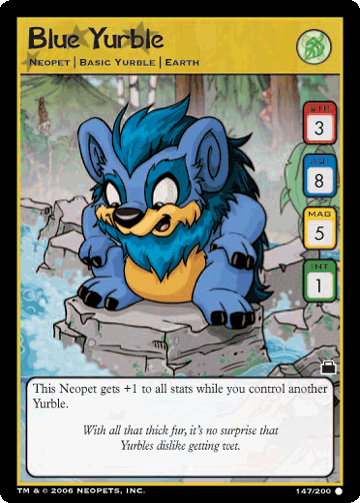 Blue Yurble
Neopet | Basic Yurble | Earth
STR
3
AGI
8
MAG
5
INT
1
This Neopet gets +1 to all stats while you control another
Yurble.
With all that thick fur, it's no surprise that
Yurbles dislike getting wet.
TM & © 2006 NEOPETS, INC.
147/200